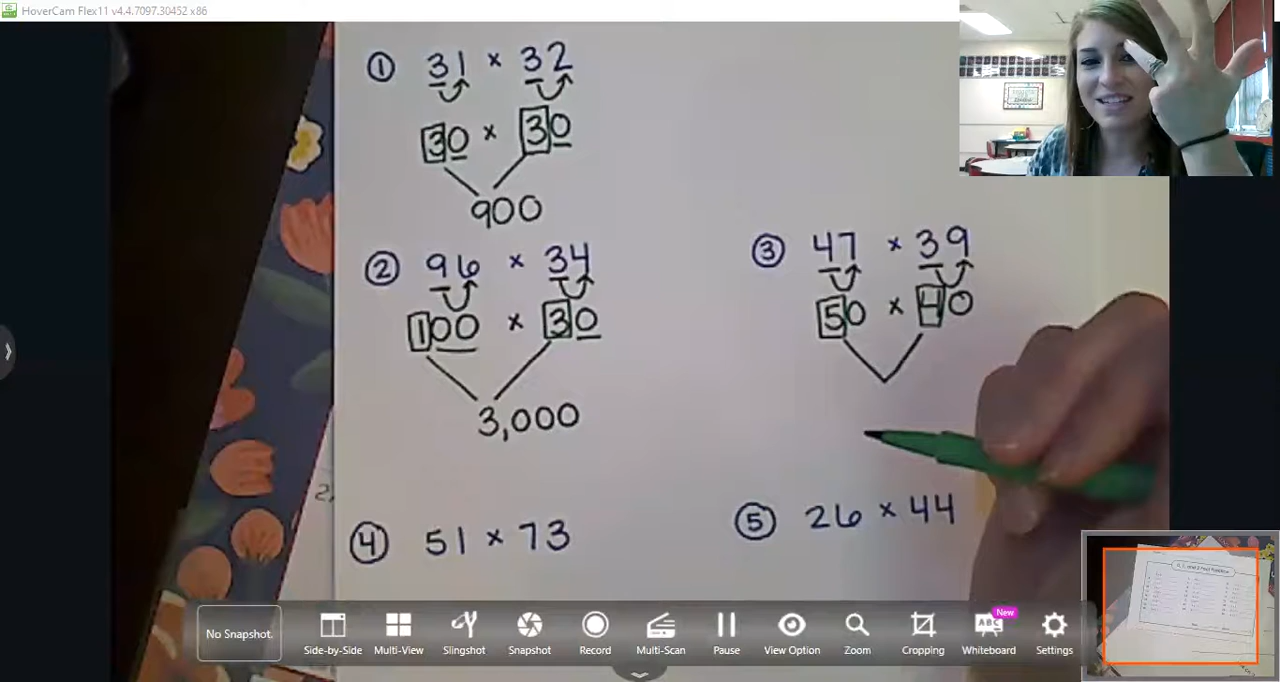 HoverCam Flex11 v4.4.7097.30452 x86
① 31 × 32
30 × 30
900
② 96 × 34
100 × 30
3,000
③ 47 × 39
50 × 40
④ 51 × 73
⑤ 26 × 44
No Snapshot.
Side-by-Side
Multi-View
Slingshot
Snapshot
Record
Multi-Scan
Pause
View Option
Zoom
Cropping
New
ABC
Whiteboard
Settings